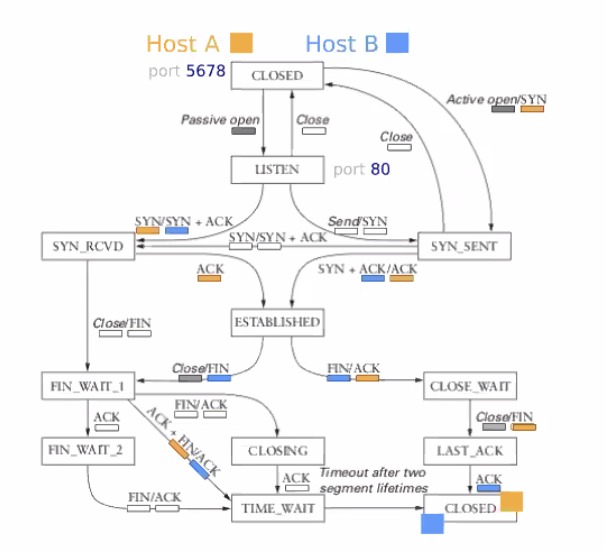 Host A Host B
port 5678 CLOSED
Active open/SYN
Passive open Close
Close
LISTEN port 80
SYN/SYN + ACK Send/SYN
SYN/SYN + ACK
SYN_RCVD SYN_SENT
ACK SYN + ACK/ACK
ESTABLISHED
Close/FIN
Close/FIN FIN/ACK
FIN_WAIT_1 CLOSE_WAIT
FIN/ACK
ACK ACK + FIN/ACK Close/FIN
FIN_WAIT_2 CLOSING LAST_ACK
Timeout after two
ACK segment lifetimes ACK
FIN/ACK TIME_WAIT CLOSED